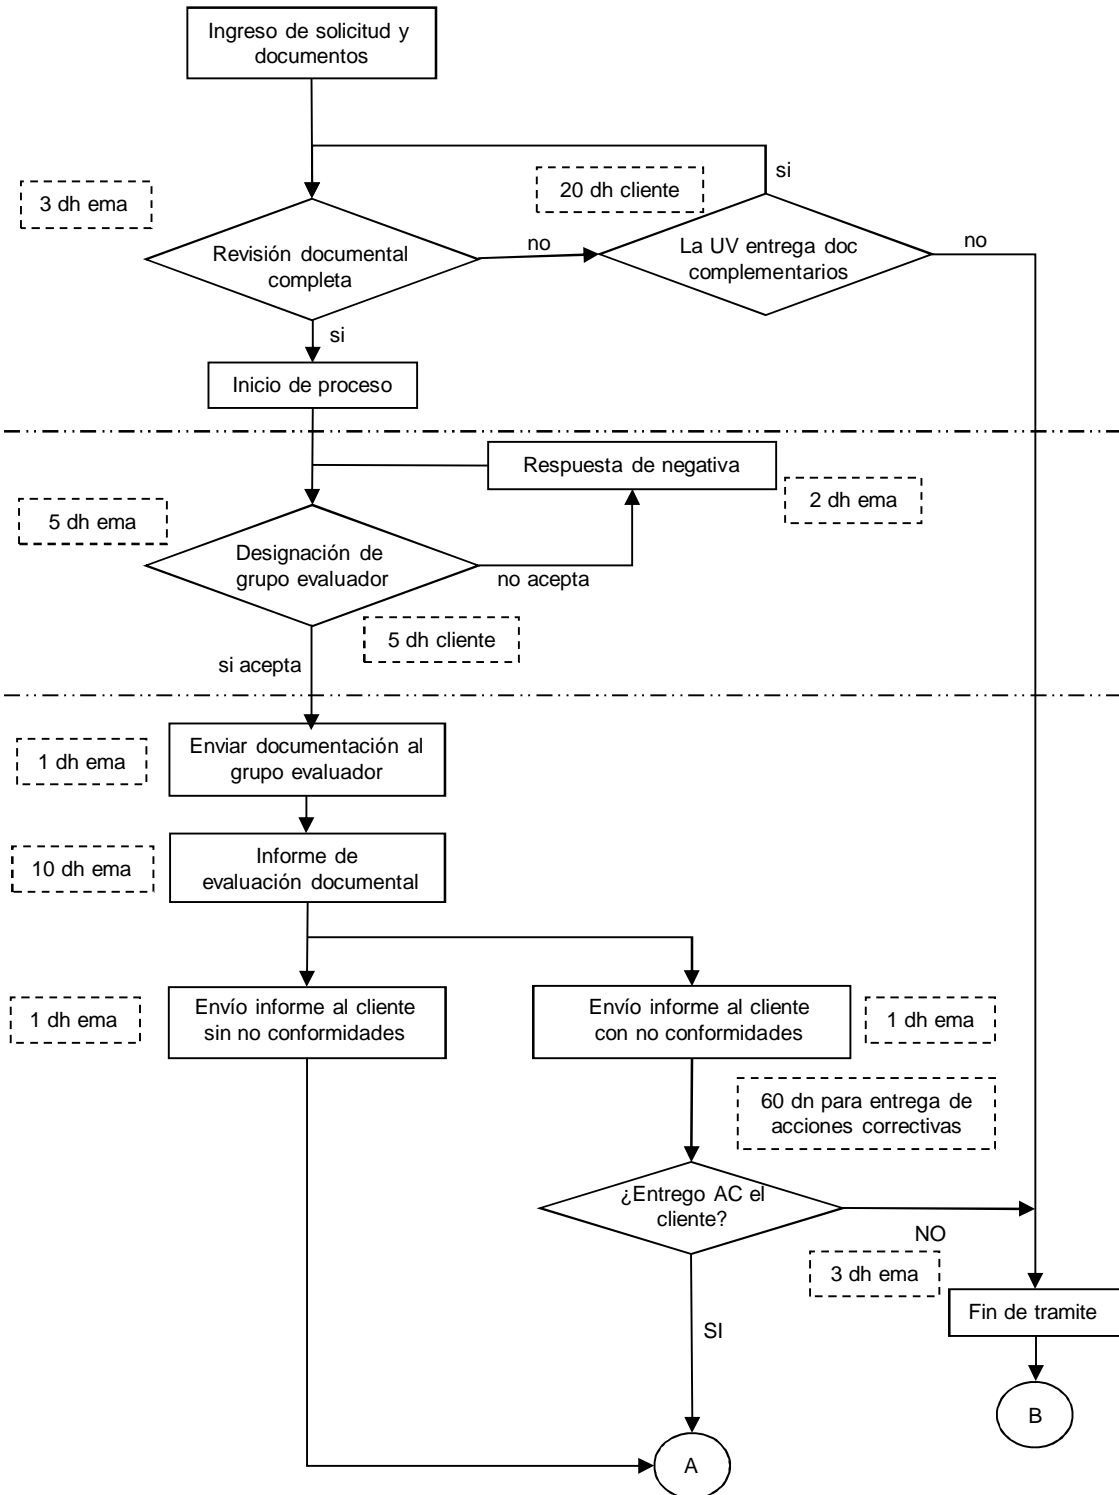 Ingreso de solicitud y
documentos
si
3 dh ema
20 dh cliente
Revisión documental
completa
no
La UV entrega doc
complementarios
no
si
Inicio de proceso
Respuesta de negativa
5 dh ema
2 dh ema
Designación de
grupo evaluador
no acepta
5 dh cliente
si acepta
1 dh ema
Enviar documentación al
grupo evaluador
10 dh ema
Informe de
evaluación documental
1 dh ema
Envío informe al cliente
sin no conformidades
Envío informe al cliente
con no conformidades
1 dh ema
60 dn para entrega de
acciones correctivas
¿Entrego AC el
cliente?
NO
3 dh ema
SI
Fin de tramite
B
A